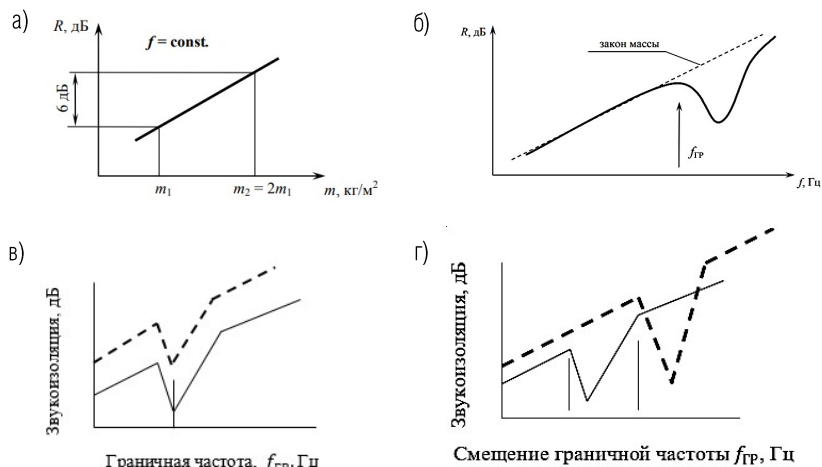 а)
R, дБ
f = const.
6 дБ
m₁
m₂ = 2m₁
m, кг/м²
б)
R, дБ
закон массы
fГР
f, Гц
в)
Звукоизоляция, дБ
Граничная частота, fГР, Гц
г)
Звукоизоляция, дБ
Смещение граничной частоты fГР, Гц